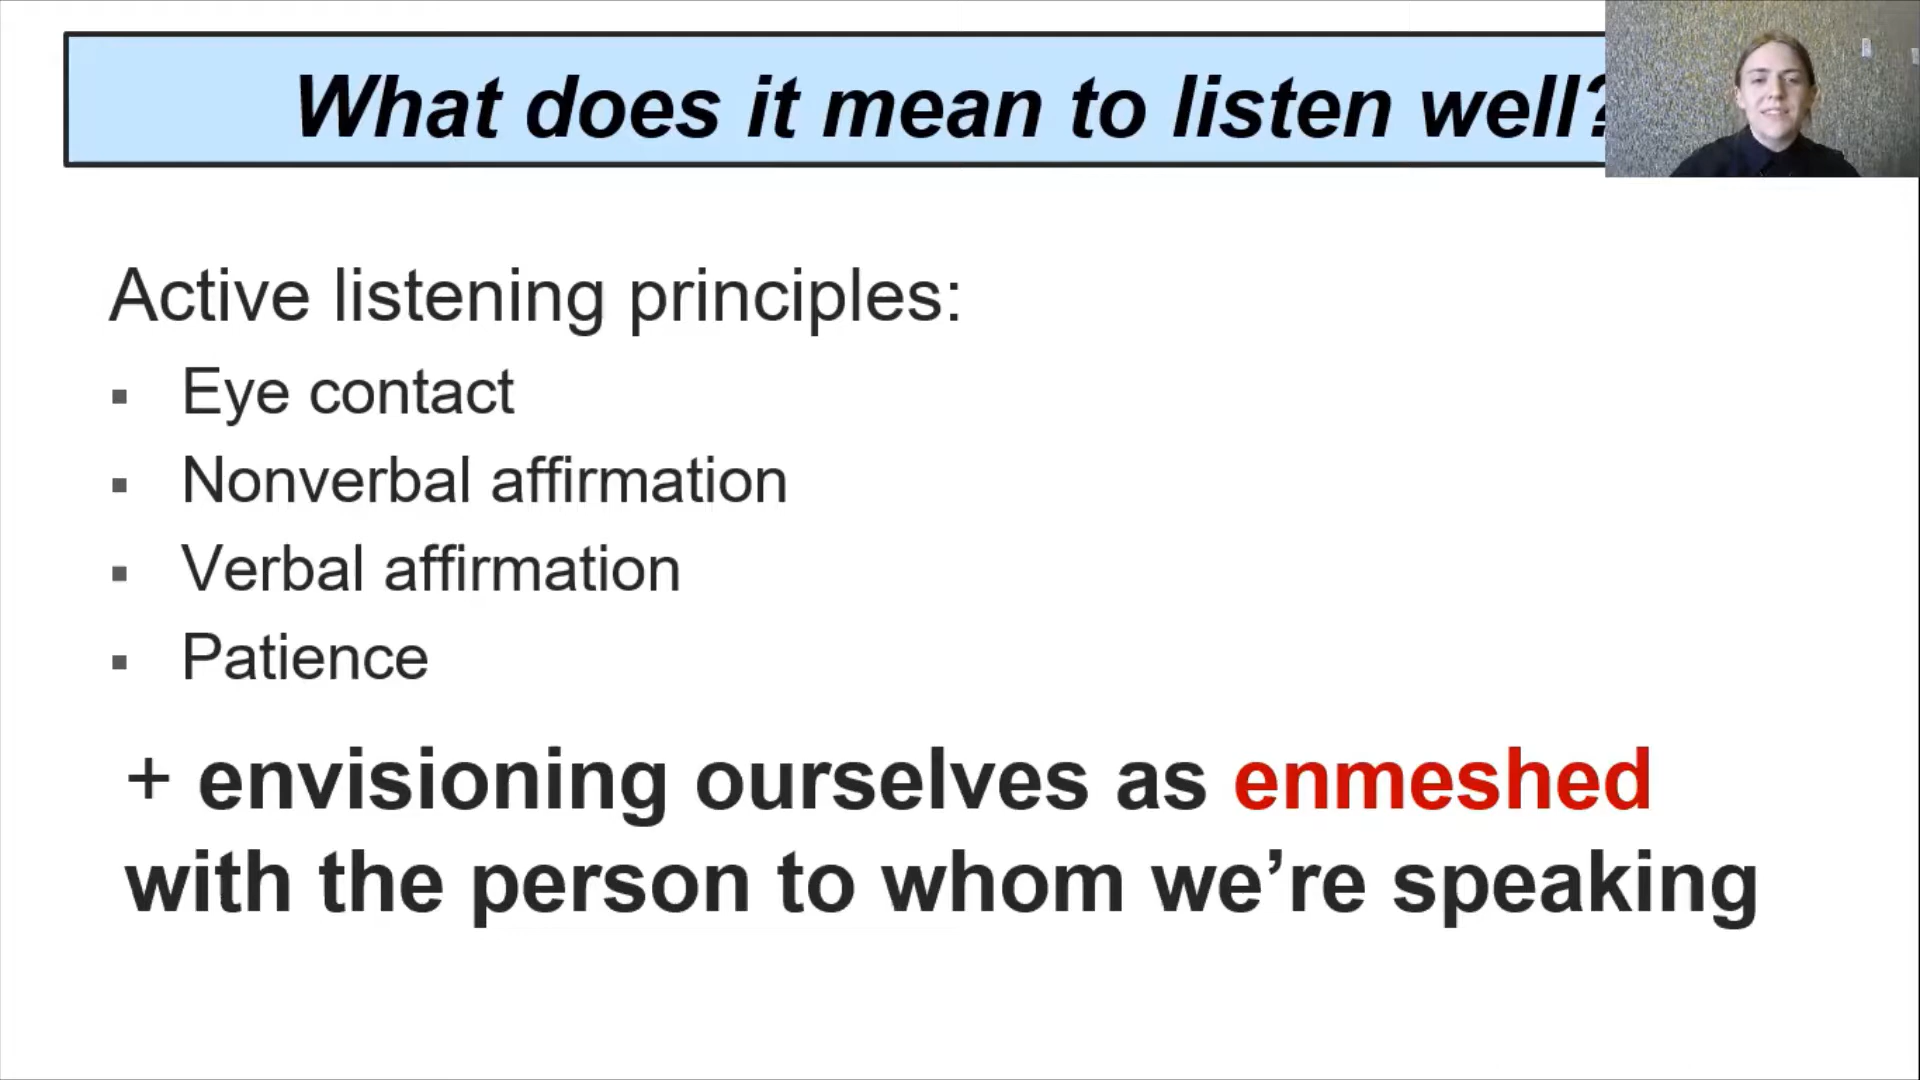 What does it mean to listen well?
Active listening principles:
▪ Eye contact
▪ Nonverbal affirmation
▪ Verbal affirmation
▪ Patience
+ envisioning ourselves as enmeshed
with the person to whom we’re speaking